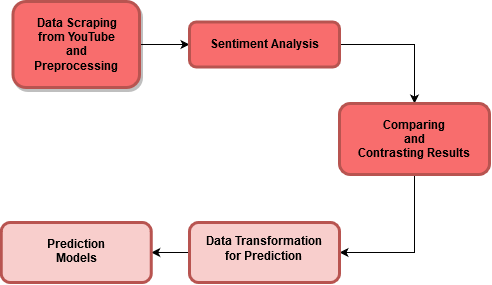 Data Scraping
from YouTube
and
Preprocessing
Sentiment Analysis
Comparing
and
Contrasting Results
Data Transformation
for Prediction
Prediction
Models